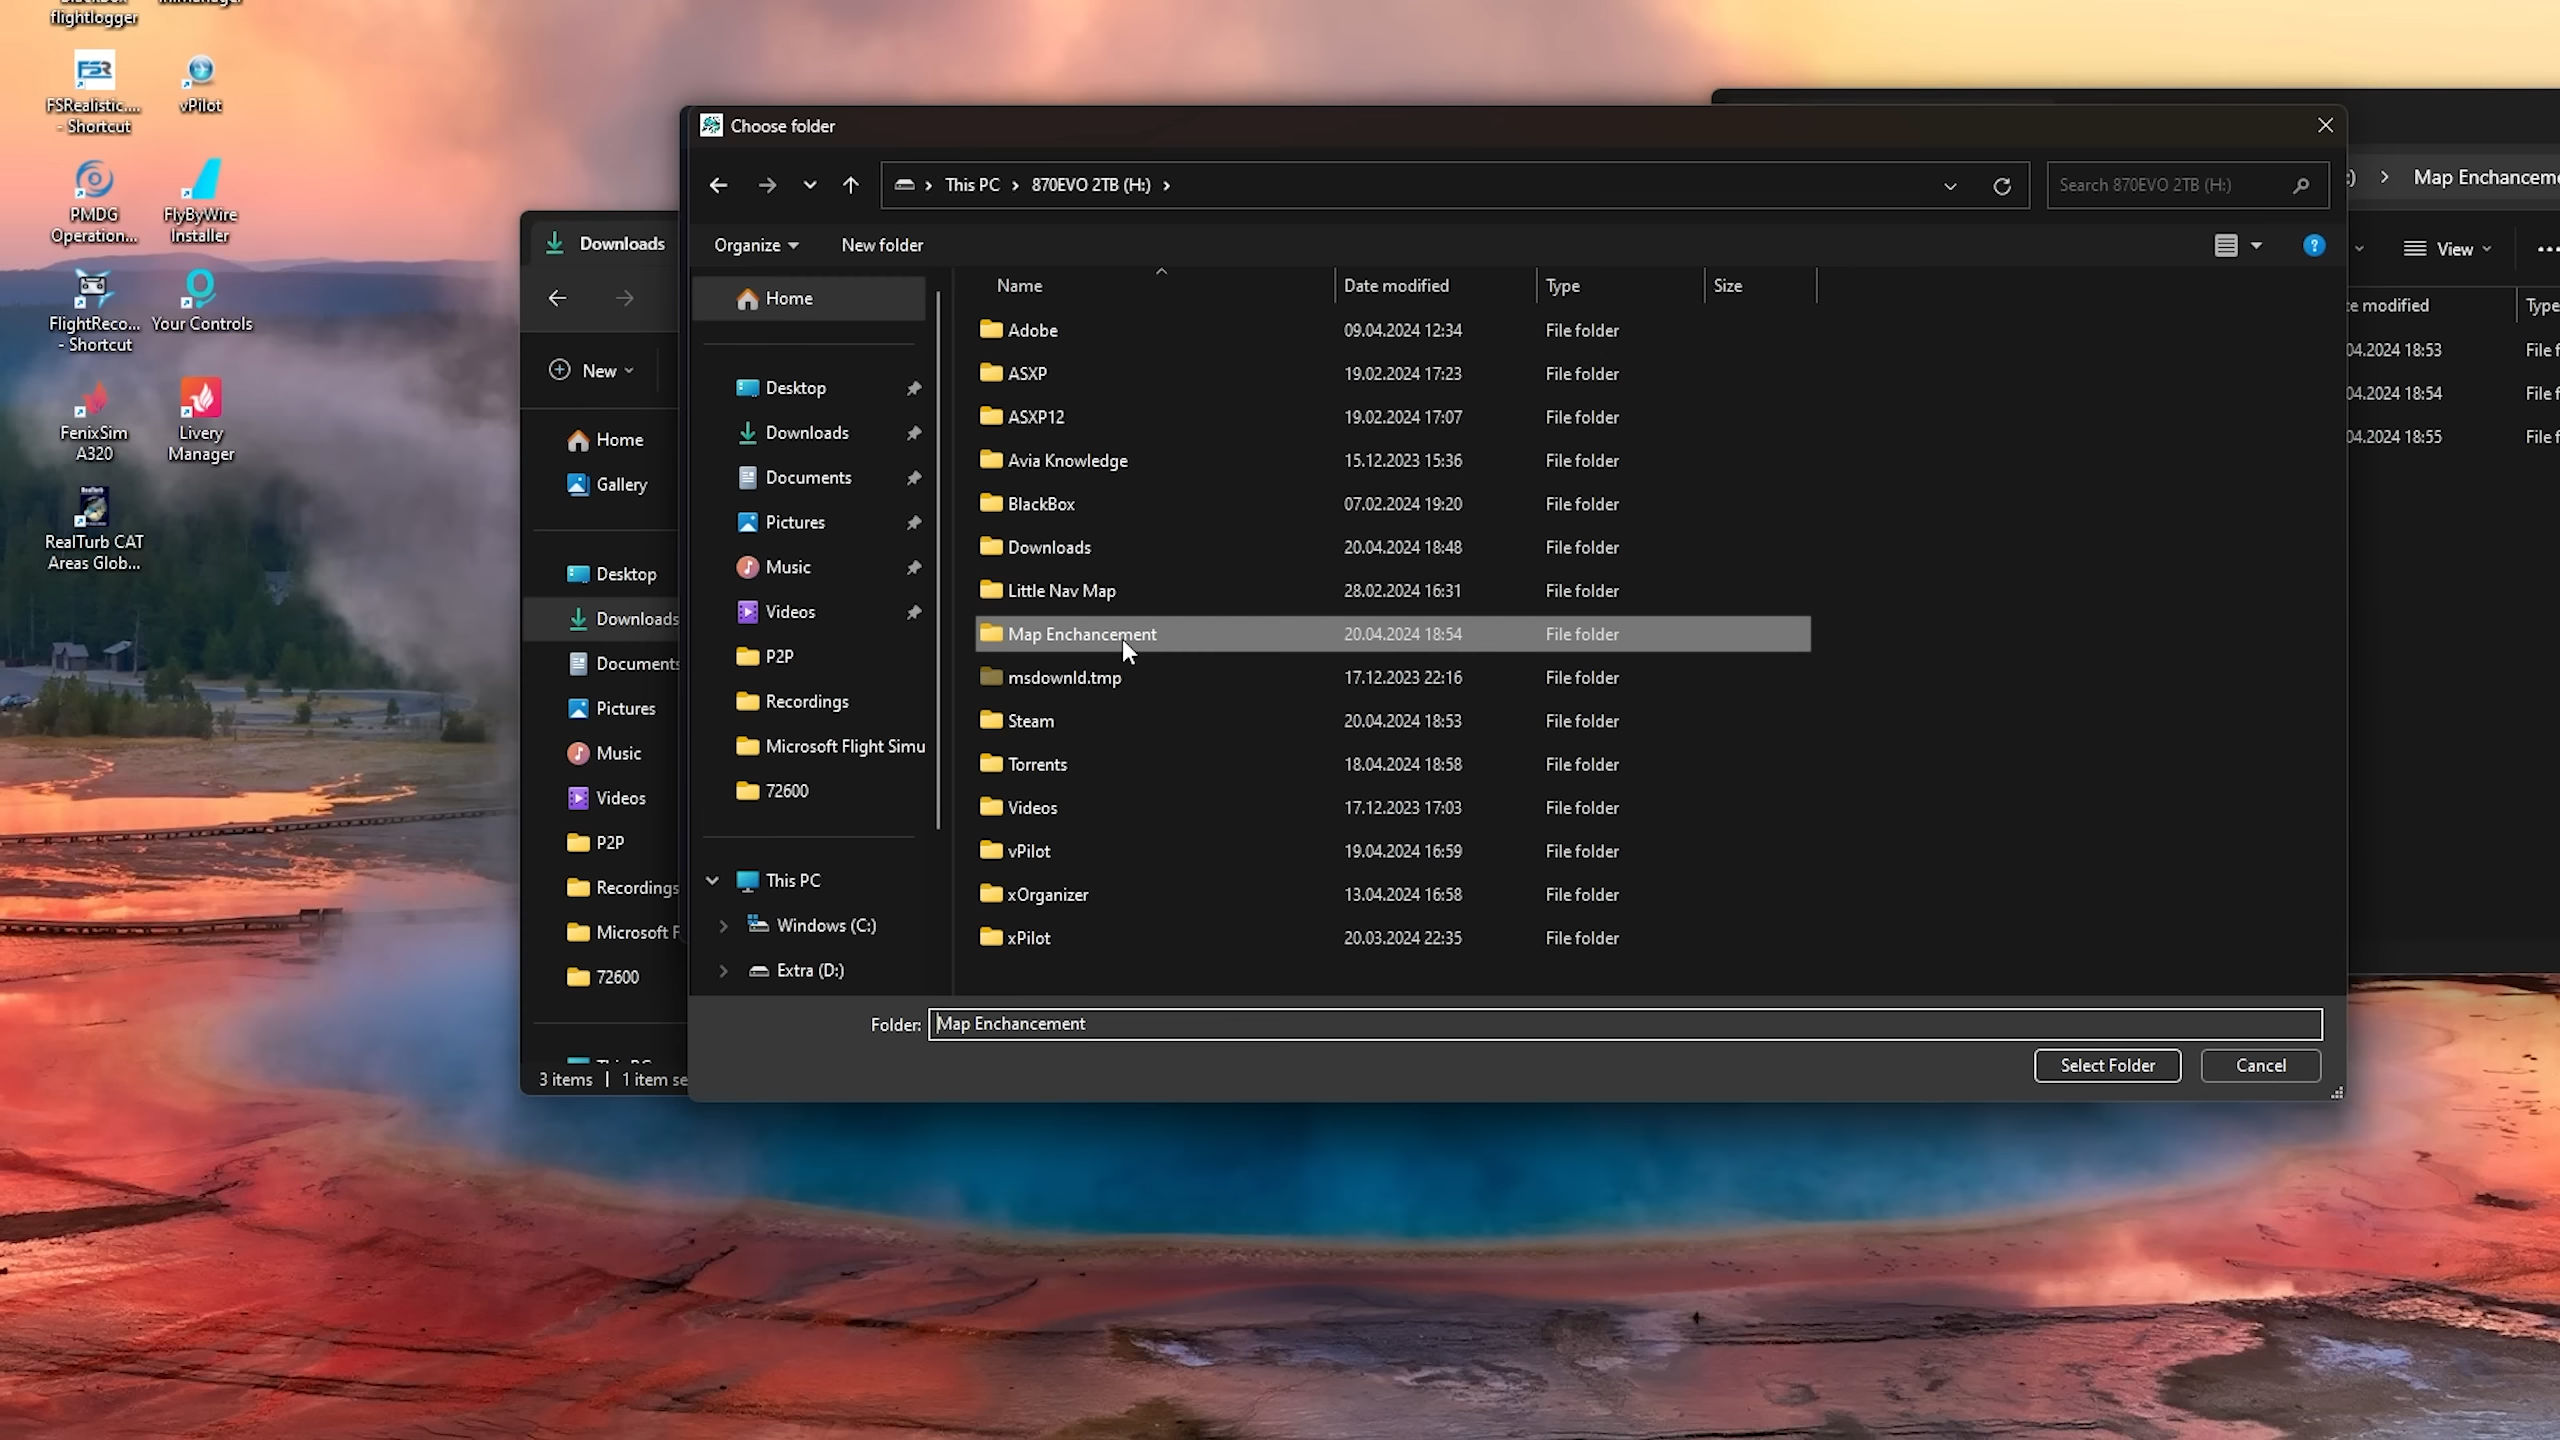 flightlogger
FSRealistic....
- Shortcut
vPilot
PMDG
Operation...
FlyByWire
Installer
FlightReco...
- Shortcut
Your Controls
FenixSim
A320
Livery
Manager
RealTurb CAT
Areas Glob...
Downloads
New
Home
Gallery
Desktop
Downloads
Documents
Pictures
Music
Videos
P2P
Recordings
Microsoft F
72600
3 items
1 item se
Choose folder
This PC
870EVO 2TB (H:)
Search 870EVO 2TB (H:)
Organize
New folder
Home
Desktop
Downloads
Documents
Pictures
Music
Videos
P2P
Recordings
Microsoft Flight Simu
72600
This PC
Windows (C:)
Extra (D:)
Name Date modified Type Size
Adobe 09.04.2024 12:34 File folder
ASXP 19.02.2024 17:23 File folder
ASXP12 19.02.2024 17:07 File folder
Avia Knowledge 15.12.2023 15:36 File folder
BlackBox 07.02.2024 19:20 File folder
Downloads 20.04.2024 18:48 File folder
Little Nav Map 28.02.2024 16:31 File folder
Map Enchancement 20.04.2024 18:54 File folder
msdownld.tmp 17.12.2023 22:16 File folder
Steam 20.04.2024 18:53 File folder
Torrents 18.04.2024 18:58 File folder
Videos 17.12.2023 17:03 File folder
vPilot 19.04.2024 16:59 File folder
xOrganizer 13.04.2024 16:58 File folder
xPilot 20.03.2024 22:35 File folder
Folder: Map Enchancement
Select Folder
Cancel
:) Map Enchanceme
View
te modified Type
04.2024 18:53 File f
04.2024 18:54 File f
04.2024 18:55 File f